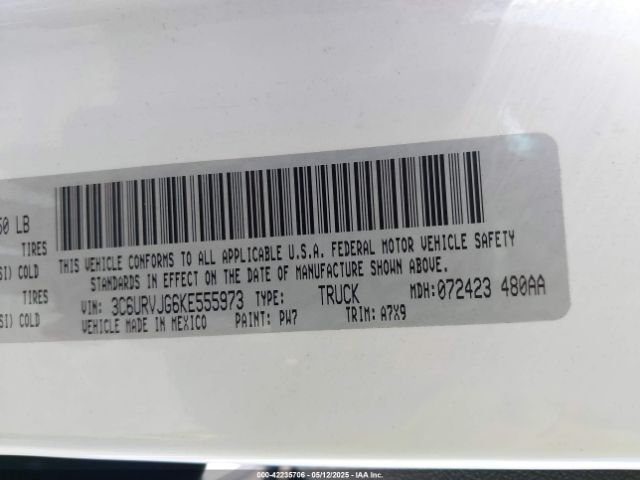 60 LB
TIRES
SI) COLD
TIRES
SI) COLD
THIS VEHICLE CONFORMS TO ALL APPLICABLE U.S.A. FEDERAL MOTOR VEHICLE SAFETY
STANDARDS IN EFFECT ON THE DATE OF MANUFACTURE SHOWN ABOVE.
VIN: 3C6URVJG6KE555973 TYPE: TRUCK MDH: 072423 480AA
VEHICLE MADE IN MEXICO PAINT: PW7 TRIM: A7X9
000-42235706 - 05/12/2025 - IAA Inc.